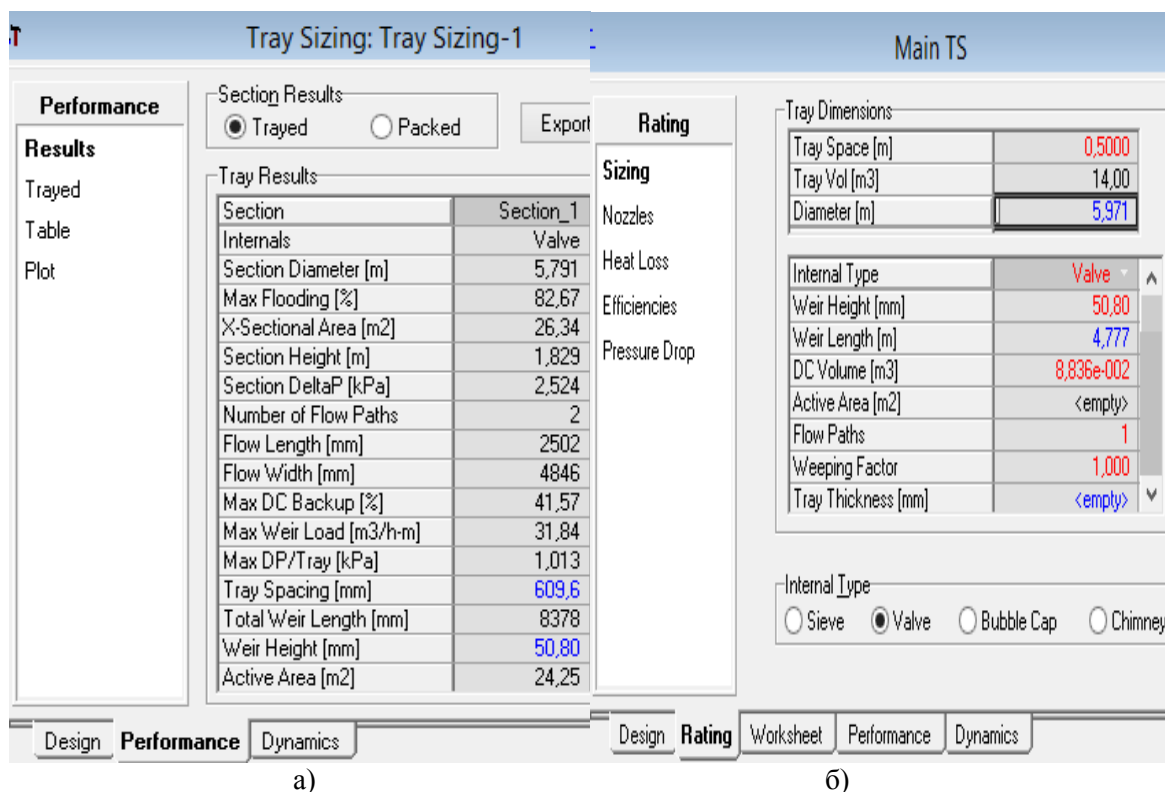 Tray Sizing: Tray Sizing-1
Performance
Results
Trayed
Table
Plot
Section Results
Trayed Packed
Export
Tray Results
Section Section_1
Internals Valve
Section Diameter [m] 5,791
Max Flooding [%] 82,67
X-Sectional Area [m2] 26,34
Section Height [m] 1,829
Section DeltaP [kPa] 2,524
Number of Flow Paths 2
Flow Length [mm] 2502
Flow Width [mm] 4846
Max DC Backup [%] 41,57
Max Weir Load [m3/h-m] 31,84
Max DP/Tray [kPa] 1,013
Tray Spacing [mm] 609,6
Total Weir Length [mm] 8378
Weir Height [mm] 50,80
Active Area [m2] 24,25
Design Performance Dynamics
а)
Main TS
Rating
Sizing
Nozzles
Heat Loss
Efficiencies
Pressure Drop
Tray Dimensions
Tray Space [m] 0,5000
Tray Vol [m3] 14,00
Diameter [m] 5,971
Internal Type Valve
Weir Height [mm] 50,80
Weir Length [m] 4,777
DC Volume [m3] 8,836e-002
Active Area [m2] <empty>
Flow Paths 1
Weeping Factor 1,000
Tray Thickness [mm] <empty>
Internal Type
Sieve Valve Bubble Cap Chimney
Design Rating Worksheet Performance Dynamics
б)